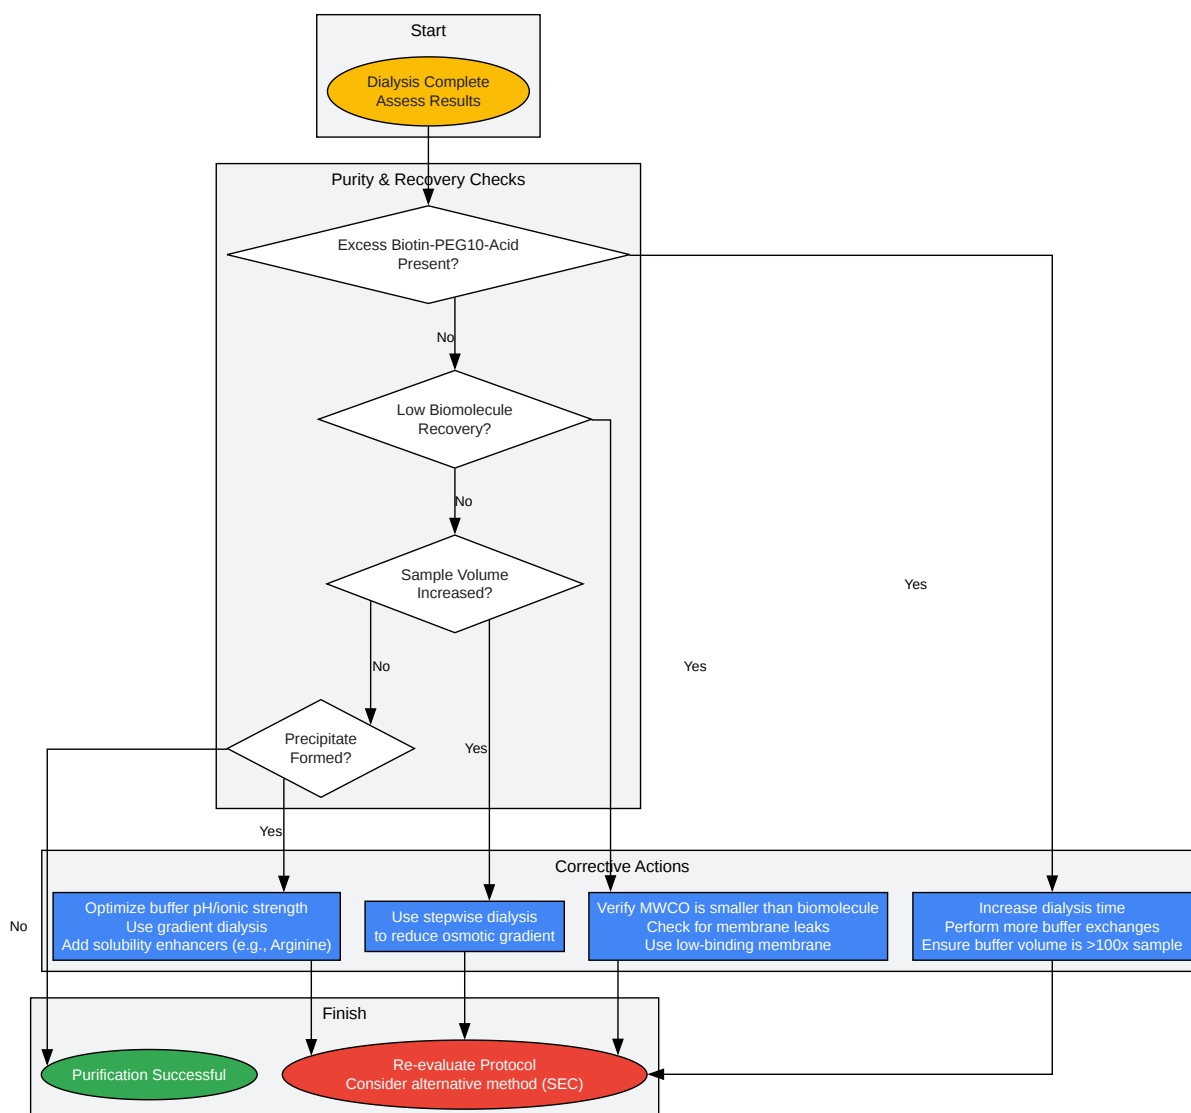 Start
Dialysis Complete
Assess Results
Purity & Recovery Checks
Excess Biotin-PEG10-Acid
Present?
No
Low Biomolecule
Recovery?
No
Sample Volume
Increased?
Yes
No
Yes
Precipitate
Formed?
Yes
Yes
Corrective Actions
Optimize buffer pH/ionic strength
Use gradient dialysis
Add solubility enhancers (e.g., Arginine)
Use stepwise dialysis
to reduce osmotic gradient
Verify MWCO is smaller than biomolecule
Check for membrane leaks
Use low-binding membrane
Increase dialysis time
Perform more buffer exchanges
Ensure buffer volume is >100x sample
No
Finish
Purification Successful
Re-evaluate Protocol
Consider alternative method (SEC)